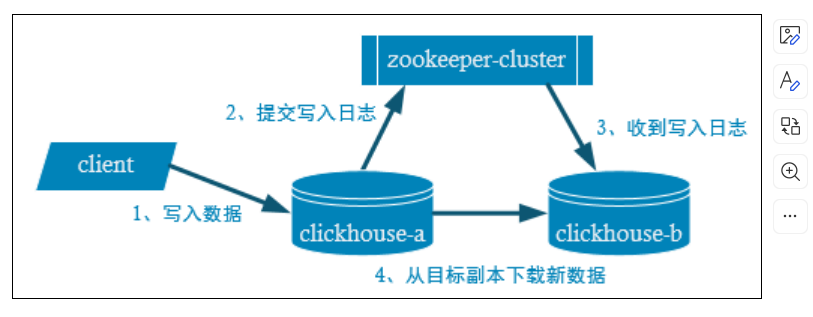 zookeeper-cluster
2、提交写入日志
3、收到写入日志
client
1、写入数据
clickhouse-a
clickhouse-b
4、从目标副本下载新数据